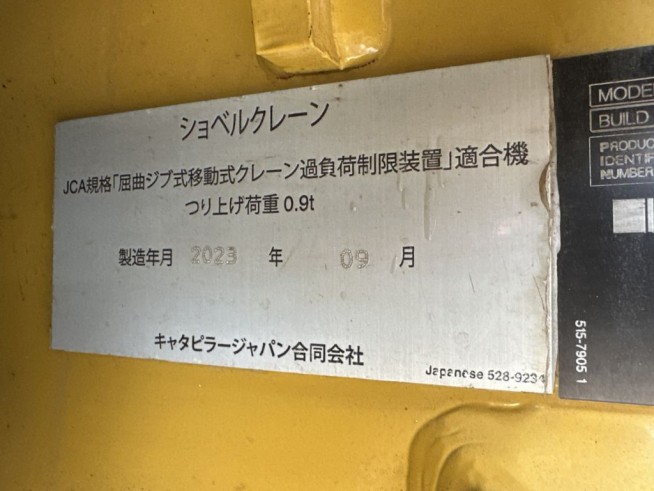 ショベルクレーン
JCA規格「屈曲ジブ式移動式クレーン過負荷制限装置」適合機
つり上げ荷重 0.9t
製造年月 2023 年 09 月
キャタピラージャパン合同会社
Japanese 528-9234
MODE
BUILD
PRODUC
IDENTIF
NUMBER
515-7905 1